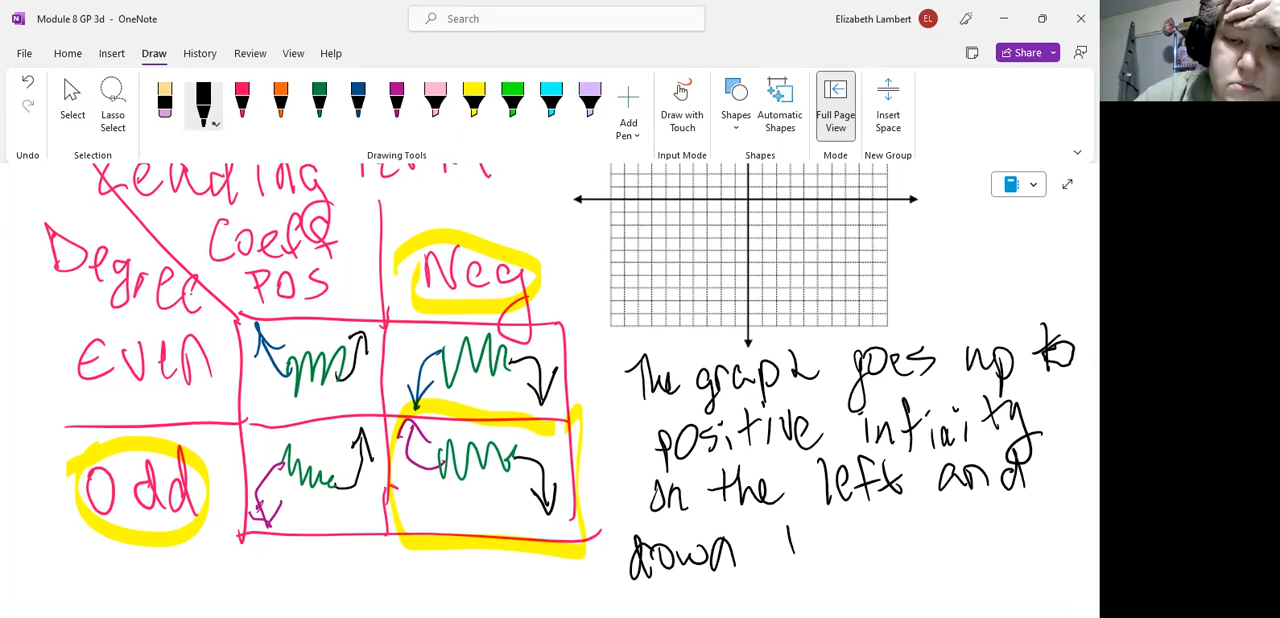 Module 8 GP 3d - OneNote
Search
Elizabeth Lambert EL
File Home Insert Draw History Review View Help
Share
Select Lasso Select
Add Pen
Draw with Touch
Shapes Automatic Shapes
Full Page View
Insert Space
Undo Selection Drawing Tools Input Mode Shapes Mode New Group
Leading
Coeff
Degree POS Neg
EVEN
Odd
The graph goes up to
positive infiaity
on the left and
down